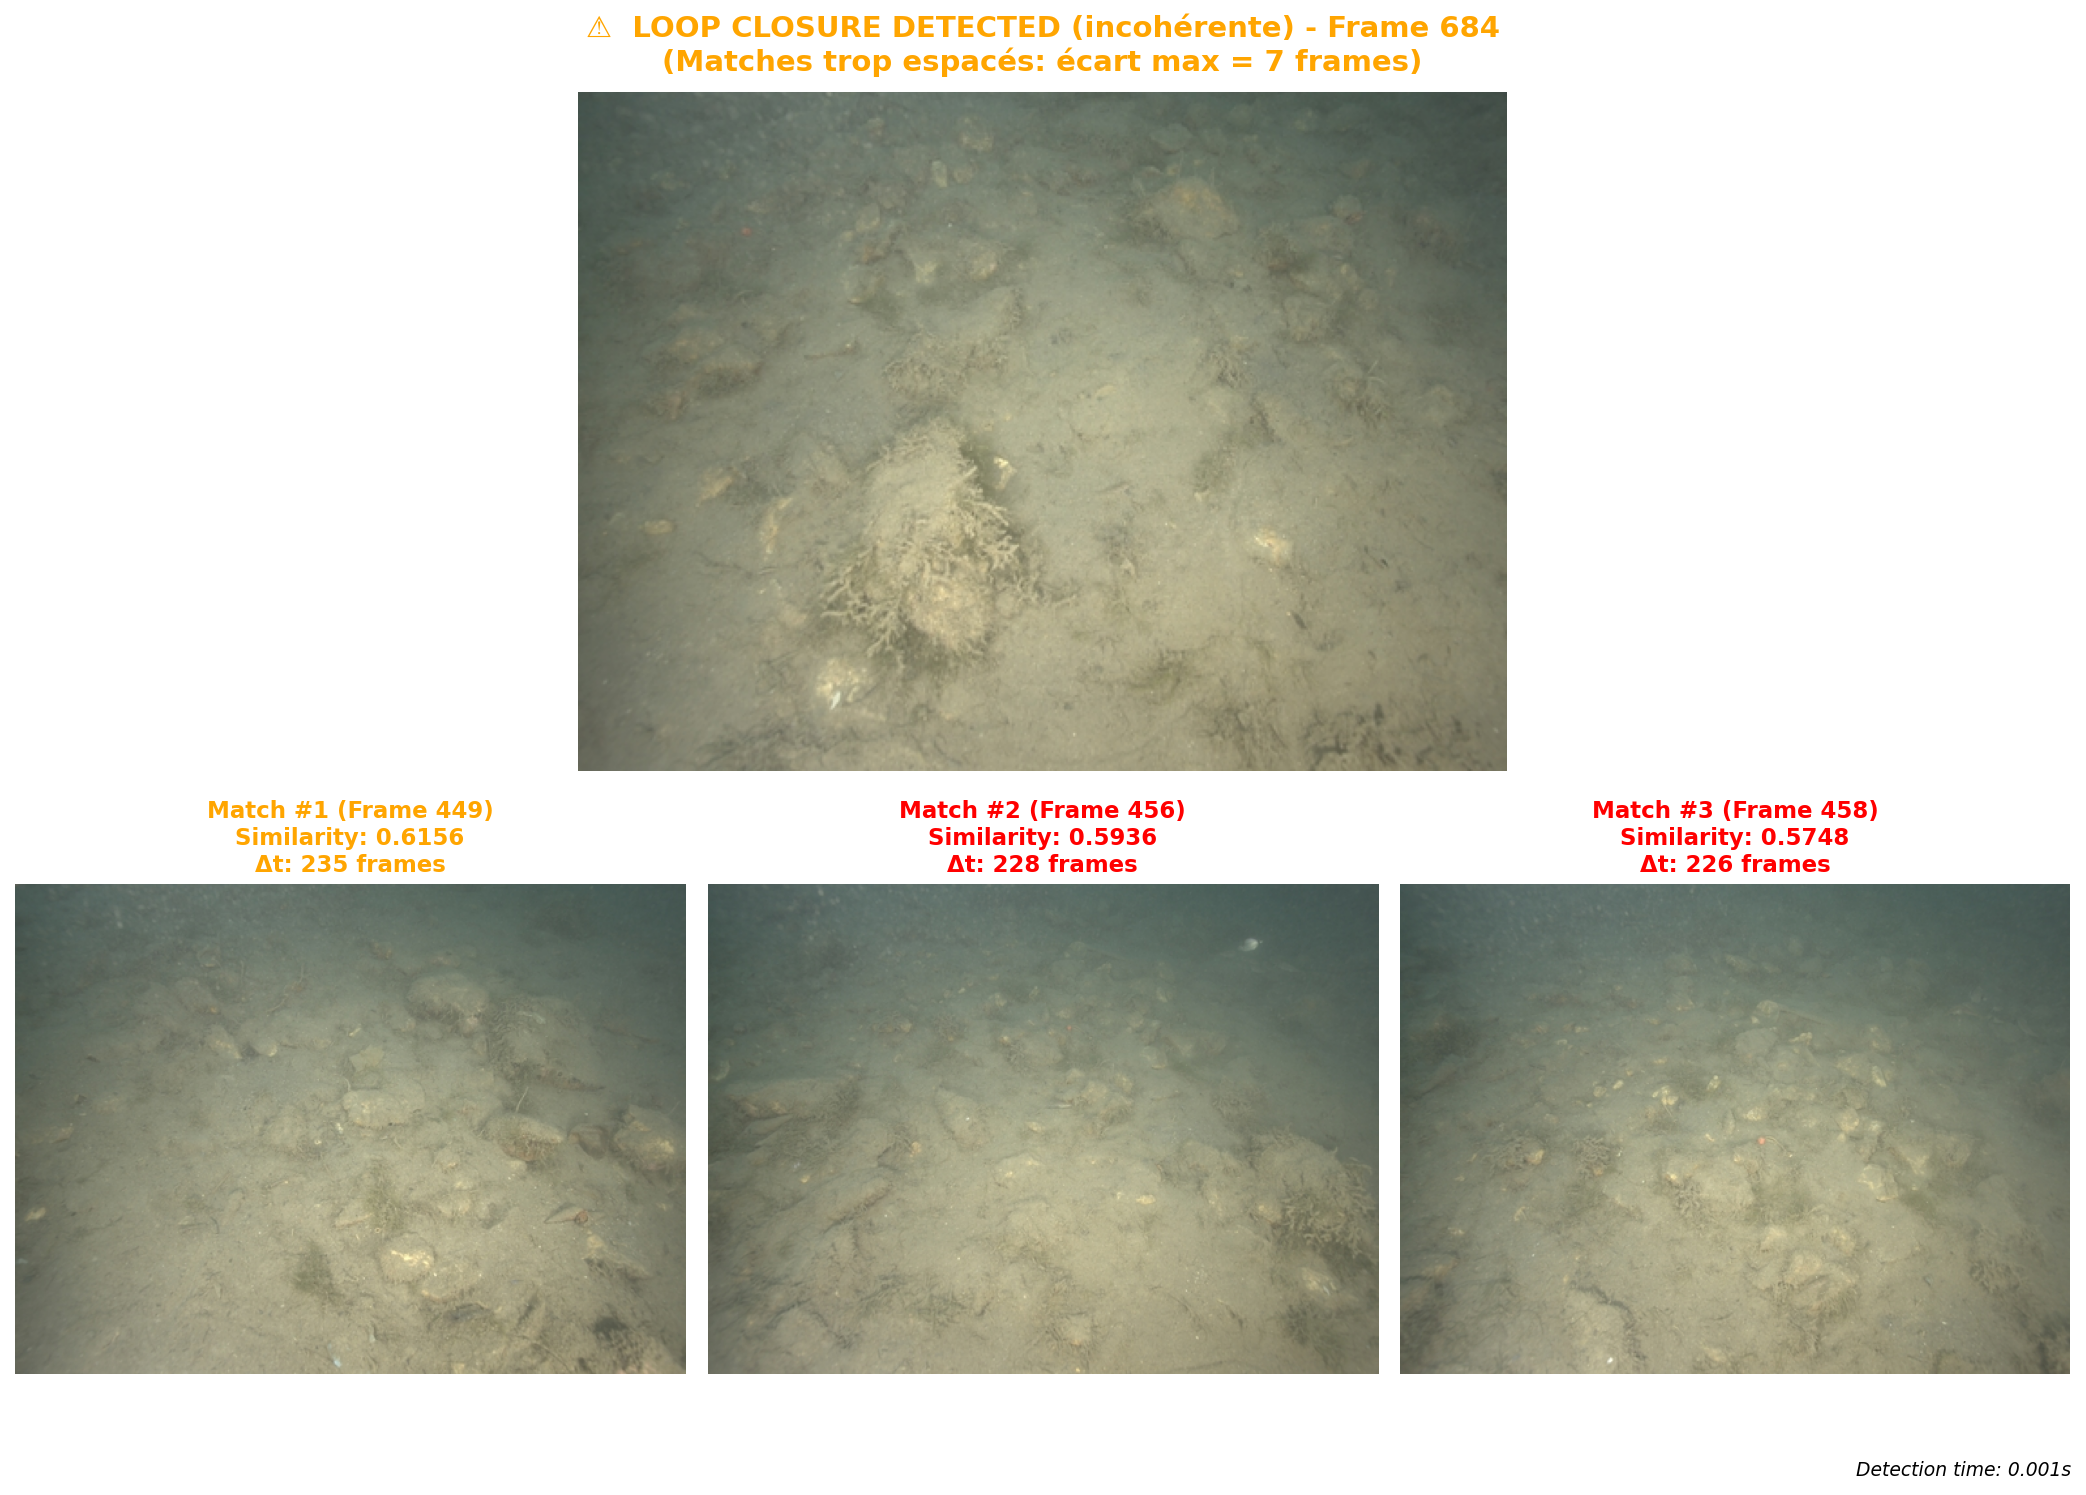 ⚠ LOOP CLOSURE DETECTED (incohérente) - Frame 684
(Matches trop espacés: écart max = 7 frames)
Match #1 (Frame 449)
Similarity: 0.6156
Δt: 235 frames
Match #2 (Frame 456)
Similarity: 0.5936
Δt: 228 frames
Match #3 (Frame 458)
Similarity: 0.5748
Δt: 226 frames
Detection time: 0.001s